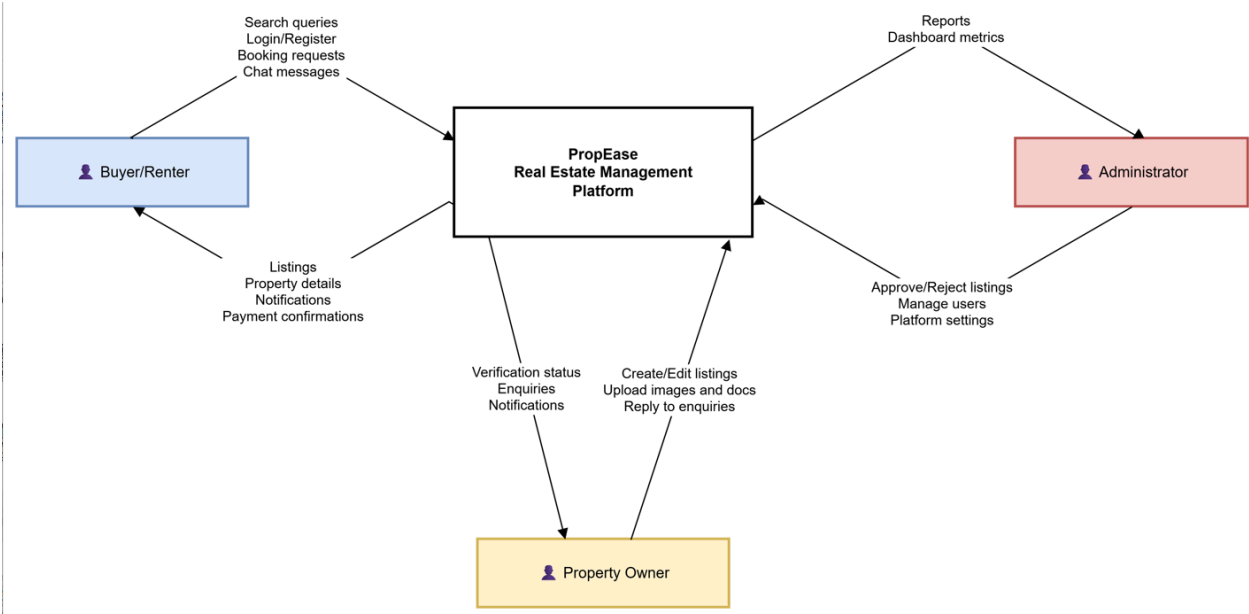 Search queries
Login/Register
Booking requests
Chat messages
Reports
Dashboard metrics
PropEase
Real Estate Management
Platform
Buyer/Renter
Administrator
Listings
Property details
Notifications
Payment confirmations
Approve/Reject listings
Manage users
Platform settings
Verification status
Enquiries
Notifications
Create/Edit listings
Upload images and docs
Reply to enquiries
Property Owner